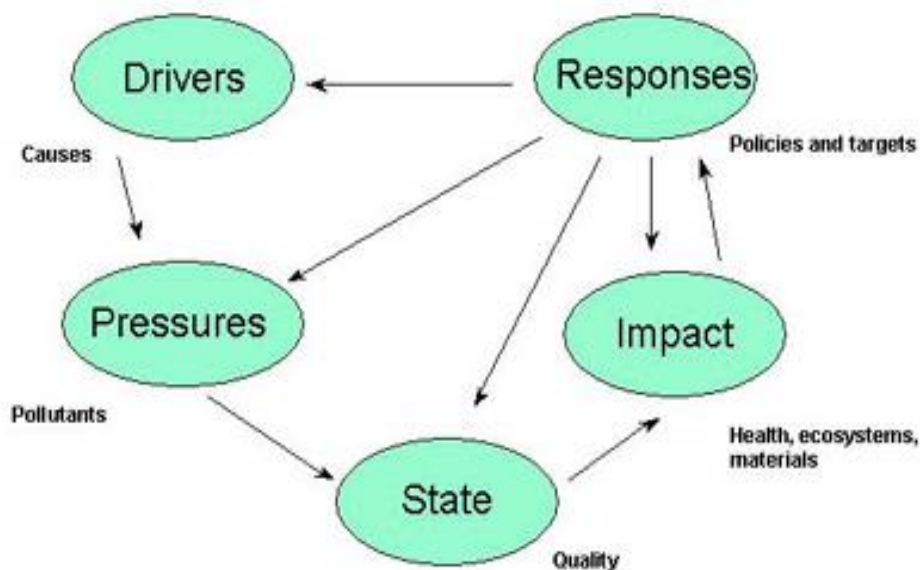 Drivers
Responses
Causes
Policies and targets
Pressures
Impact
Pollutants
Health, ecosystems,
materials
State
Quality